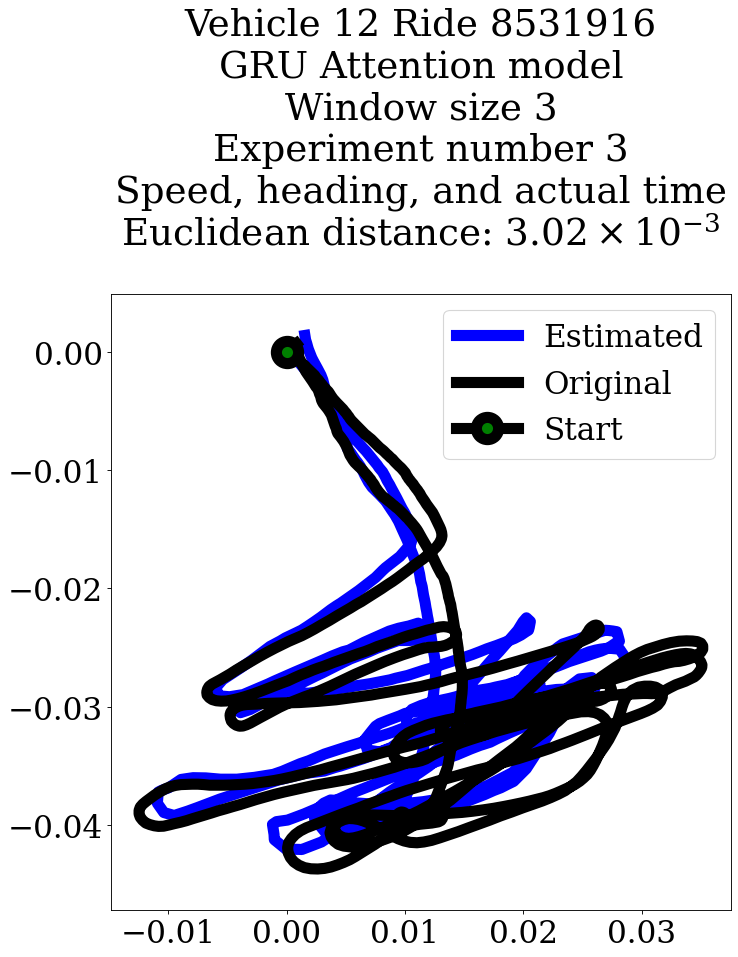 Vehicle 12 Ride 8531916
GRU Attention model
Window size 3
Experiment number 3
Speed, heading, and actual time
Euclidean distance: 3.02 × 10⁻³
Estimated
Original
Start
0.00
−0.01
−0.02
−0.03
−0.04
−0.01 0.00 0.01 0.02 0.03